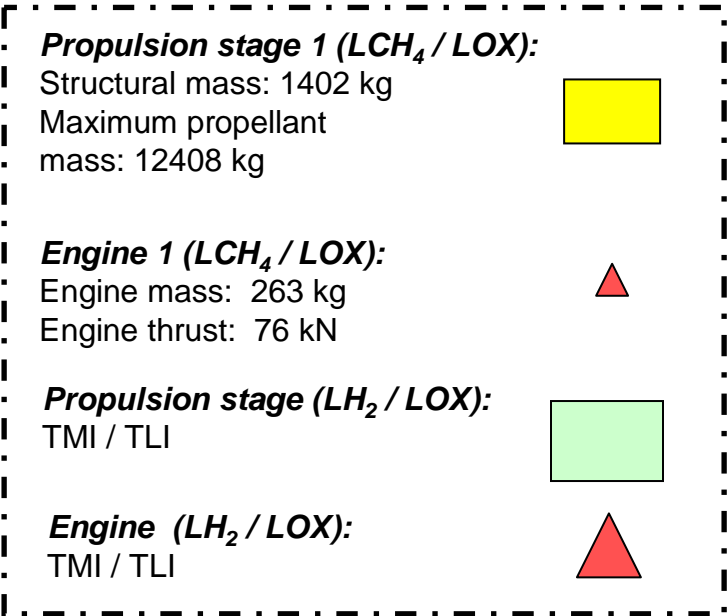 Propulsion stage 1 (LCH₄ / LOX):
Structural mass: 1402 kg
Maximum propellant
mass: 12408 kg
Engine 1 (LCH₄ / LOX):
Engine mass:  263 kg
Engine thrust:  76 kN
Propulsion stage (LH₂ / LOX):
TMI / TLI
Engine  (LH₂ / LOX):
TMI / TLI